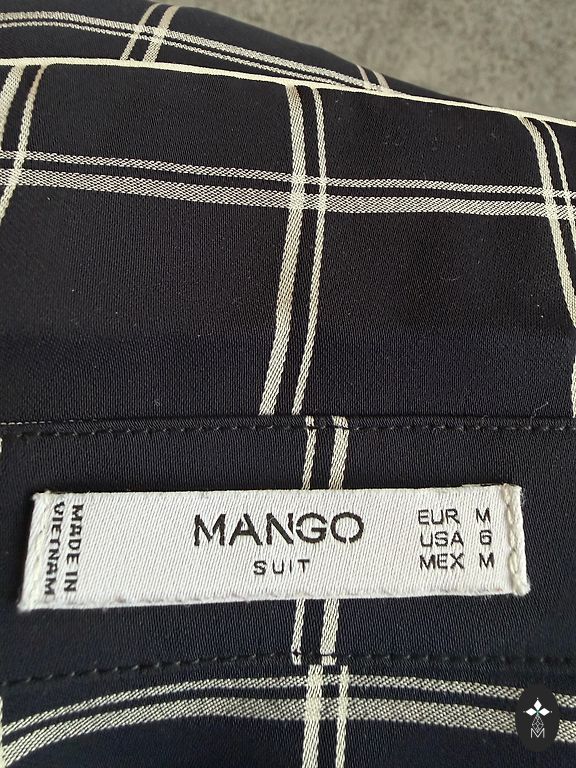 MADE IN
VIETNAM
MANGO
SUIT
EUR M
USA 6
MEX M
M